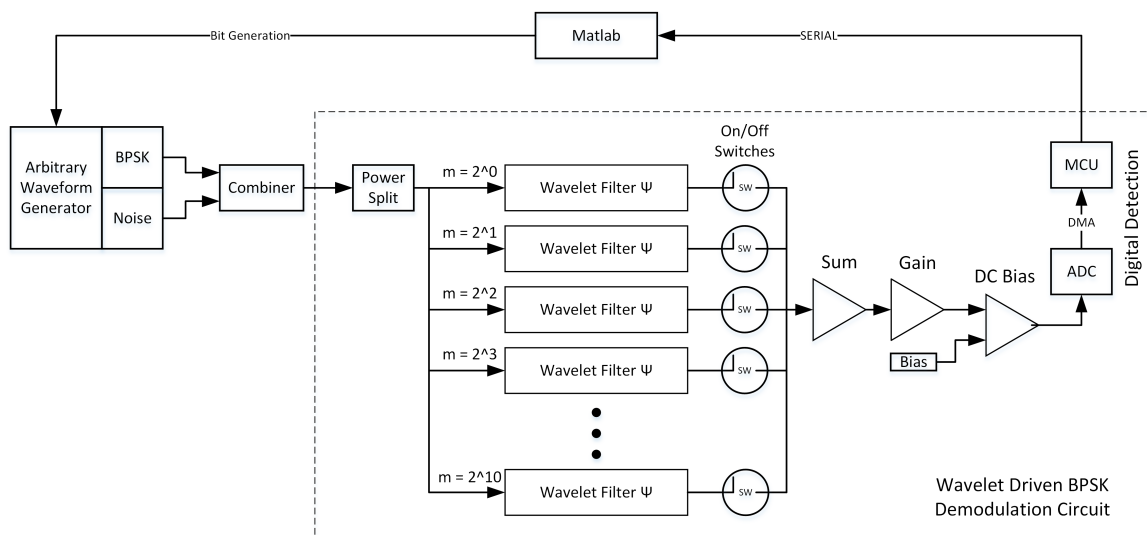 Bit Generation
Matlab
SERIAL
Arbitrary
Waveform
Generator
BPSK
Noise
Combiner
Power
Split
On/Off
Switches
m = 2^0
Wavelet Filter Ψ
SW
m = 2^1
Wavelet Filter Ψ
SW
m = 2^2
Wavelet Filter Ψ
SW
m = 2^3
Wavelet Filter Ψ
SW
m = 2^10
Wavelet Filter Ψ
SW
Sum
Gain
DC Bias
Bias
MCU
DMA
ADC
Digital Detection
Wavelet Driven BPSK
Demodulation Circuit